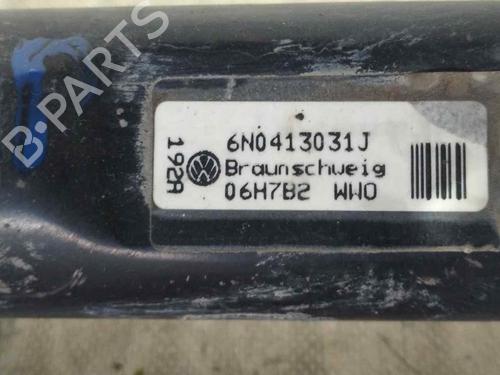 B-PARTS
6N0413031J
Braunschweig
06H7B2 WWO
192A